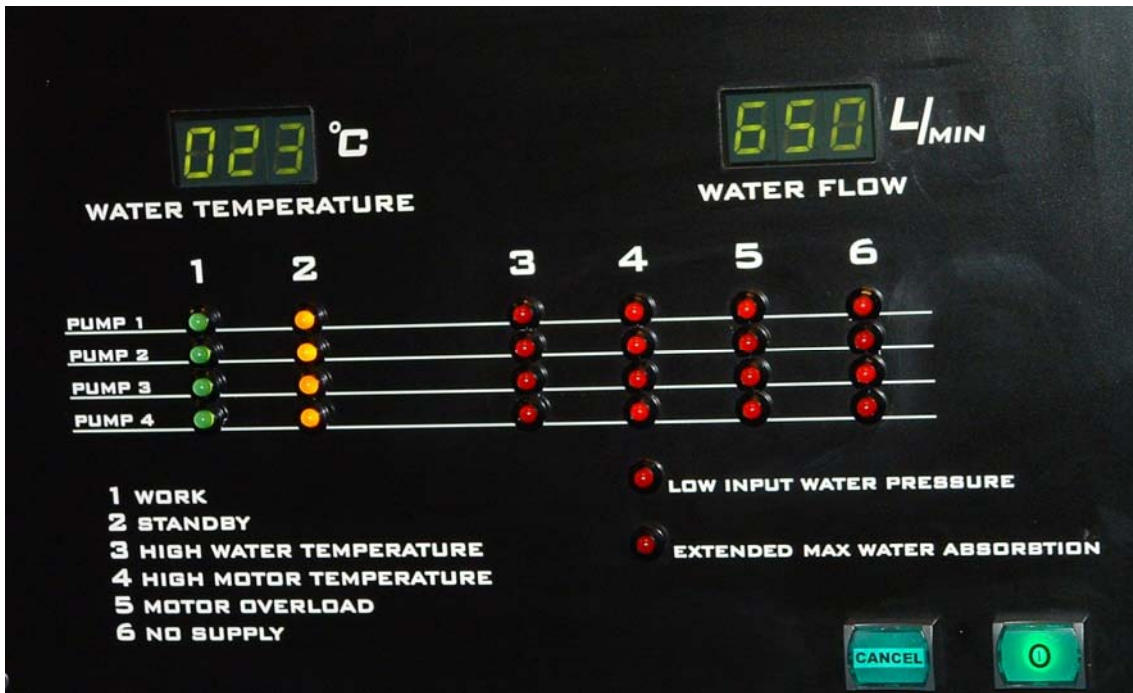 023 °C
650 L/MIN
WATER TEMPERATURE
WATER FLOW
1 2 3 4 5 6
PUMP 1
PUMP 2
PUMP 3
PUMP 4
1 WORK
2 STANDBY
3 HIGH WATER TEMPERATURE
4 HIGH MOTOR TEMPERATURE
5 MOTOR OVERLOAD
6 NO SUPPLY
LOW INPUT WATER PRESSURE
EXTENDED MAX WATER ABSORBTION
CANCEL